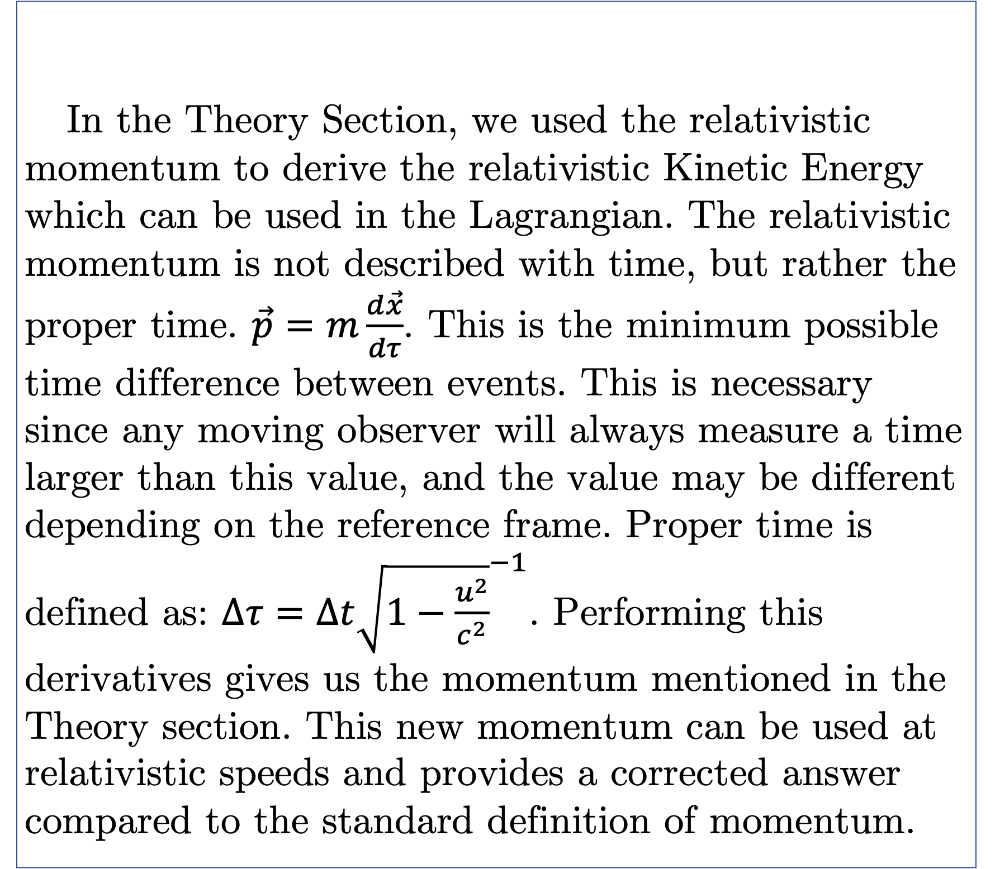 In the Theory Section, we used the relativistic
momentum to derive the relativistic Kinetic Energy
which can be used in the Lagrangian. The relativistic
momentum is not described with time, but rather the
proper time. $\vec{p} = m\frac{d\vec{x}}{d\tau}$. This is the minimum possible
time difference between events. This is necessary
since any moving observer will always measure a time
larger than this value, and the value may be different
depending on the reference frame. Proper time is
defined as: $\Delta\tau = \Delta t\sqrt{1 - \frac{u^2}{c^2}}^{-1}$. Performing this
derivatives gives us the momentum mentioned in the
Theory section. This new momentum can be used at
relativistic speeds and provides a corrected answer
compared to the standard definition of momentum.